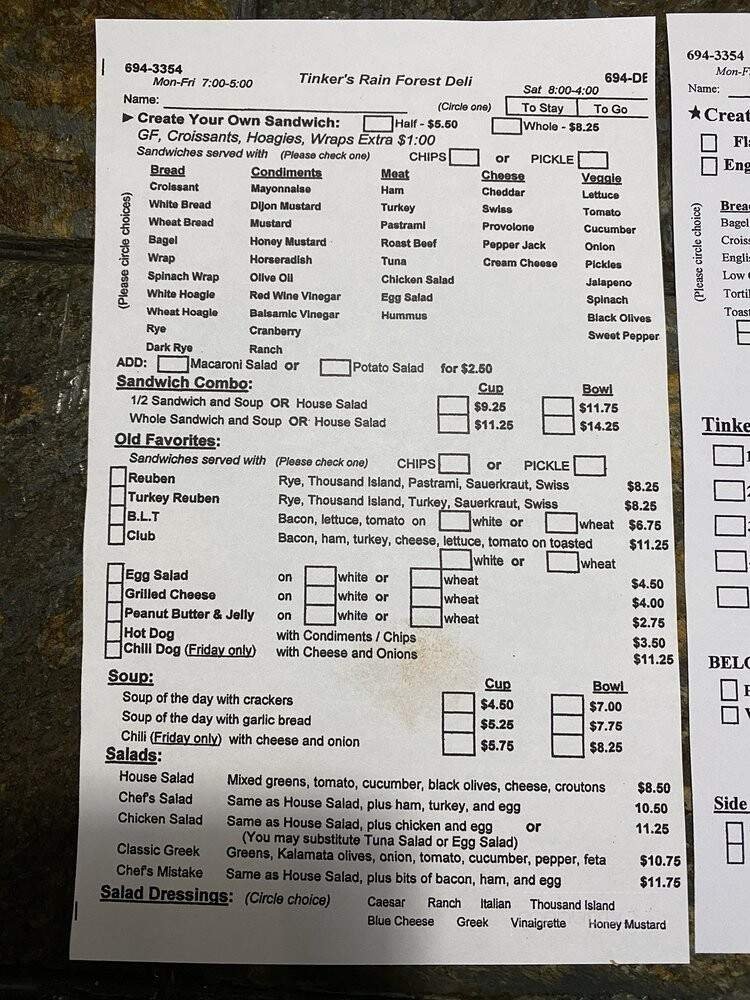 694-3354 Tinker's Rain Forest Deli 694-DE
Mon-Fri 7:00-5:00 Sat 8:00-4:00
Name: (Circle one) To Stay To Go
► Create Your Own Sandwich: Half - $5.50 Whole - $8.25
GF, Croissants, Hoagies, Wraps Extra $1:00
Sandwiches served with (Please check one) CHIPS or PICKLE
(Please circle choices)
Bread
Croissant
White Bread
Wheat Bread
Bagel
Wrap
Spinach Wrap
White Hoagie
Wheat Hoagie
Rye
Dark Rye
Condiments
Mayonnaise
Dijon Mustard
Mustard
Honey Mustard
Horseradish
Olive Oil
Red Wine Vinegar
Balsamic Vinegar
Cranberry
Ranch
Meat
Ham
Turkey
Pastrami
Roast Beef
Tuna
Chicken Salad
Egg Salad
Hummus
Cheese
Cheddar
Swiss
Provolone
Pepper Jack
Cream Cheese
Veggie
Lettuce
Tomato
Cucumber
Onion
Pickles
Jalapeno
Spinach
Black Olives
Sweet Pepper
ADD: Macaroni Salad or Potato Salad for $2.50
Sandwich Combo: Cup Bowl
1/2 Sandwich and Soup OR House Salad $9.25 $11.75
Whole Sandwich and Soup OR House Salad $11.25 $14.25
Old Favorites:
Sandwiches served with (Please check one) CHIPS or PICKLE
Reuben Rye, Thousand Island, Pastrami, Sauerkraut, Swiss $8.25
Turkey Reuben Rye, Thousand Island, Turkey, Sauerkraut, Swiss $8.25
B.L.T Bacon, lettuce, tomato on white or wheat $6.75
Club Bacon, ham, turkey, cheese, lettuce, tomato on toasted $11.25
white or wheat
Egg Salad on white or wheat $4.50
Grilled Cheese on white or wheat $4.00
Peanut Butter & Jelly on white or wheat $2.75
Hot Dog with Condiments / Chips $3.50
Chili Dog (Friday only) with Cheese and Onions $11.25
Soup: Cup Bowl
Soup of the day with crackers $4.50 $7.00
Soup of the day with garlic bread $5.25 $7.75
Chili (Friday only) with cheese and onion $5.75 $8.25
Salads:
House Salad Mixed greens, tomato, cucumber, black olives, cheese, croutons $8.50
Chef's Salad Same as House Salad, plus ham, turkey, and egg 10.50
Chicken Salad Same as House Salad, plus chicken and egg or 11.25
(You may substitute Tuna Salad or Egg Salad)
Classic Greek Greens, Kalamata olives, onion, tomato, cucumber, pepper, feta $10.75
Chef's Mistake Same as House Salad, plus bits of bacon, ham, and egg $11.75
Salad Dressings: (Circle choice) Caesar Ranch Italian Thousand Island
Blue Cheese Greek Vinaigrette Honey Mustard
694-3354
Mon-F
Name:
★ Creat
Fl
Eng
(Please circle choice)
Brea
Bagel
Crois
Englis
Low
Tortil
Toas
Tinke
BELO
Side